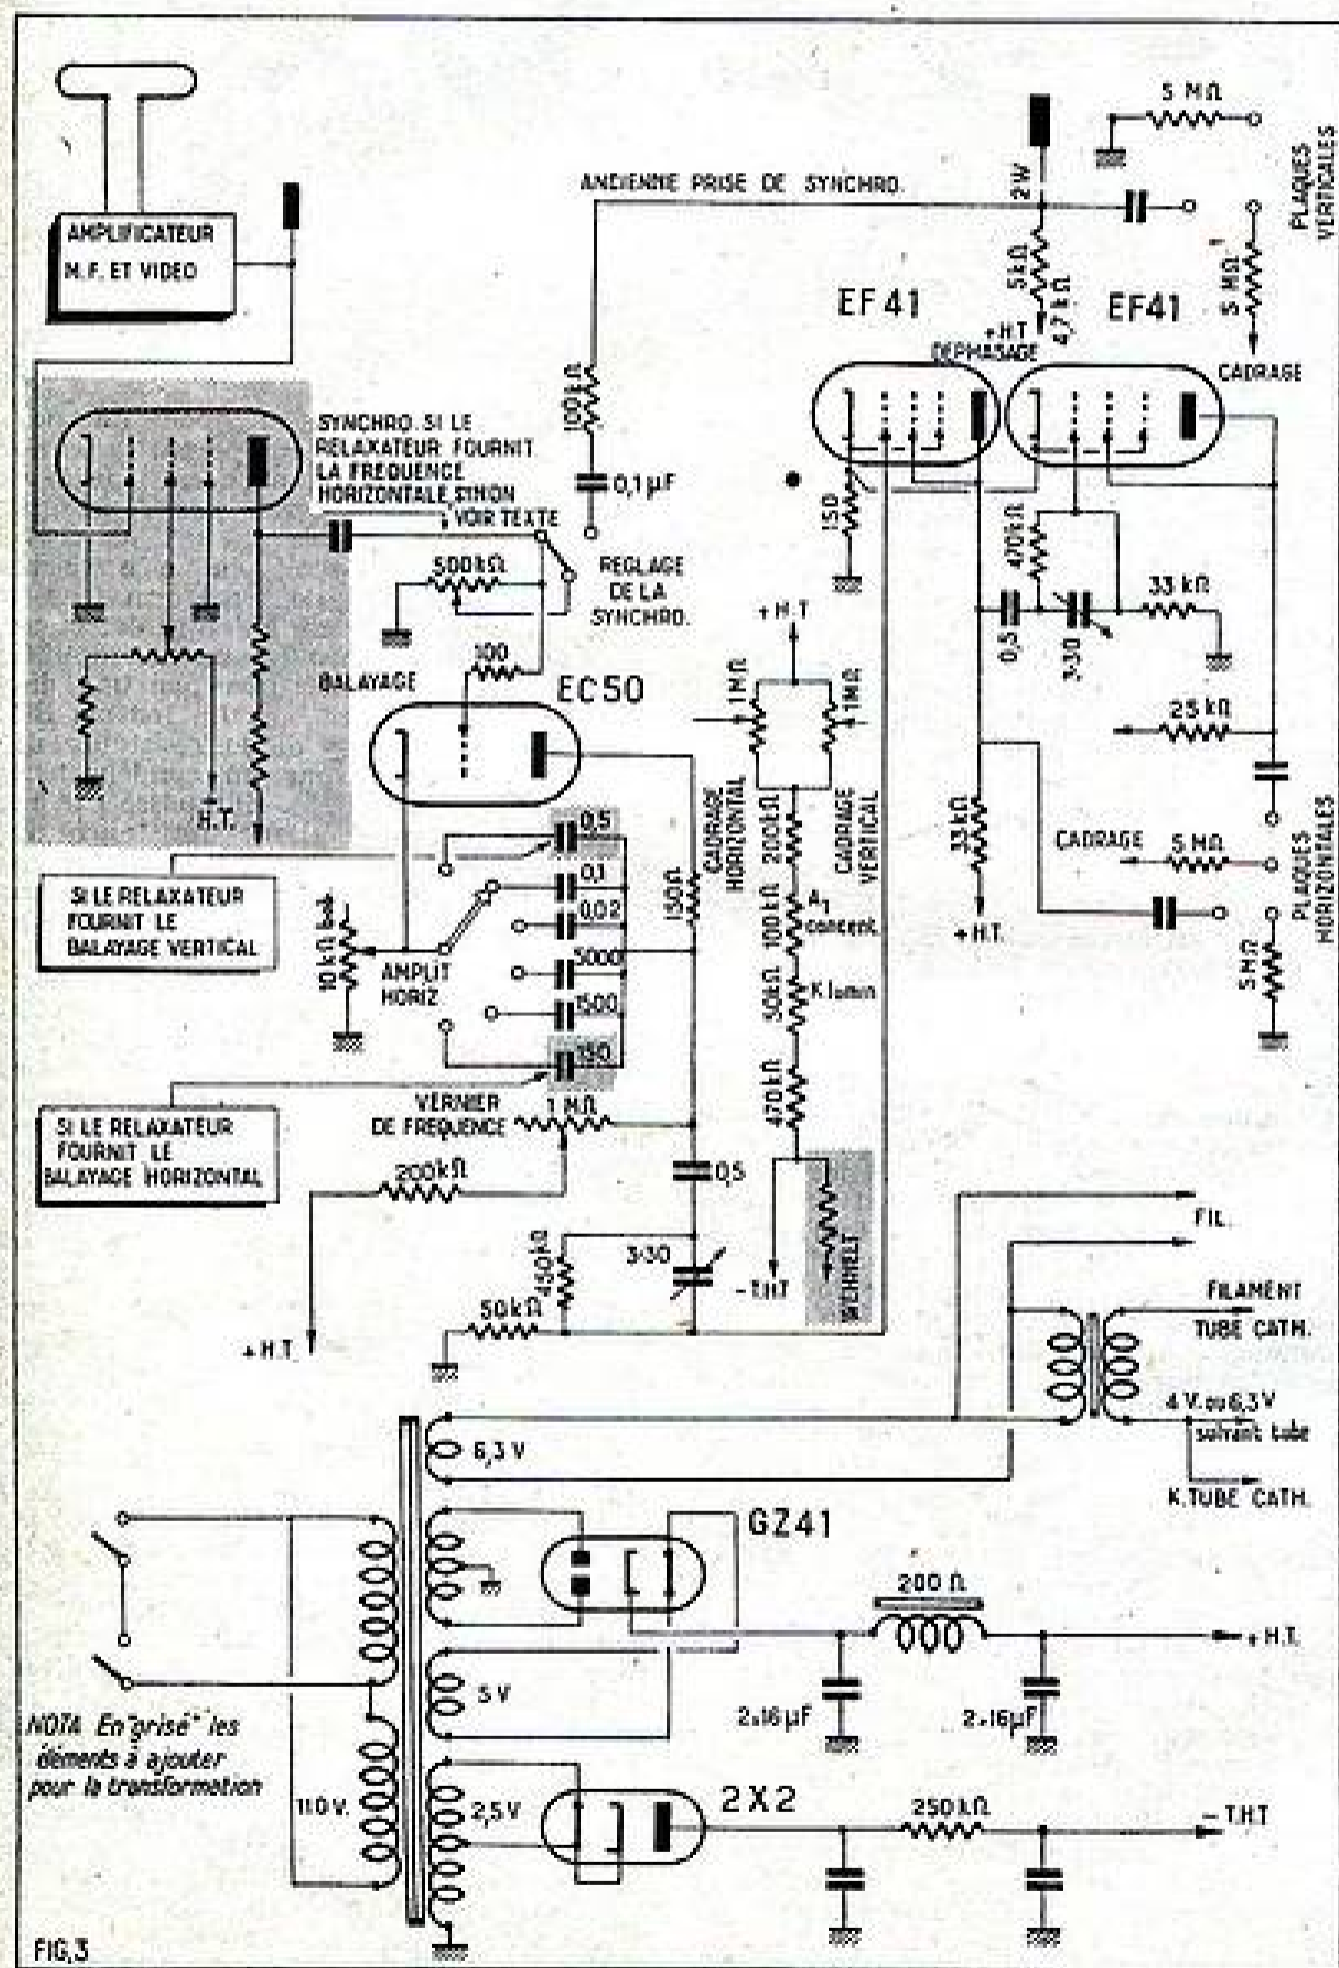 5 MΩ
PLAQUES
VERTICALES
ANCIENNE PRISE DE SYNCHRO.
2W
AMPLIFICATEUR
M.F. ET VIDEO
5kΩ
4,7kΩ
5 MΩ
EF41
EF41
+H.T
DEPHASAGE
CADRAGE
100kΩ
SYNCHRO. SI LE
RELAXATEUR FOURNIT
LA FREQUENCE
HORIZONTALE, SINON
VOIR TEXTE
0,1µF
150
470kΩ
500kΩ
REGLAGE
DE LA
SYNCHRO.
33 kΩ
+H.T
0,5
3-30
100
BALAYAGE
EC50
1MΩ
1MΩ
25 kΩ
H.T.
CADRAGE
HORIZONTAL
200kΩ
CADRAGE
VERTICAL
0,5
0,1
0,02
5000
1500
150
150Ω
33kΩ
CADRAGE
5 MΩ
PLAQUES
HORIZONTALES
SI LE RELAXATEUR
FOURNIT LE
BALAYAGE VERTICAL
10kΩ bob
AMPLIT
HORIZ
100kΩ
A1
concent.
+H.T.
50kΩ
K lumin
5MΩ
470kΩ
SI LE RELAXATEUR
FOURNIT LE
BALAYAGE HORIZONTAL
VERNIER
DE FREQUENCE
1 MΩ
200kΩ
0,5
WEHNELT
-T.H.T
3-30
450kΩ
50kΩ
+H.T.
FIL.
FILAMENT
TUBE CATH.
4 V. ou 6,3 V
suivant tube
K.TUBE CATH.
6,3 V
GZ41
200 Ω
+H.T.
5 V
2x16µF
2x16µF
NOTA En "grisé" les
éléments à ajouter
pour la transformation
110 V.
2,5 V
2X2
250kΩ
-T.H.T
FIG,3